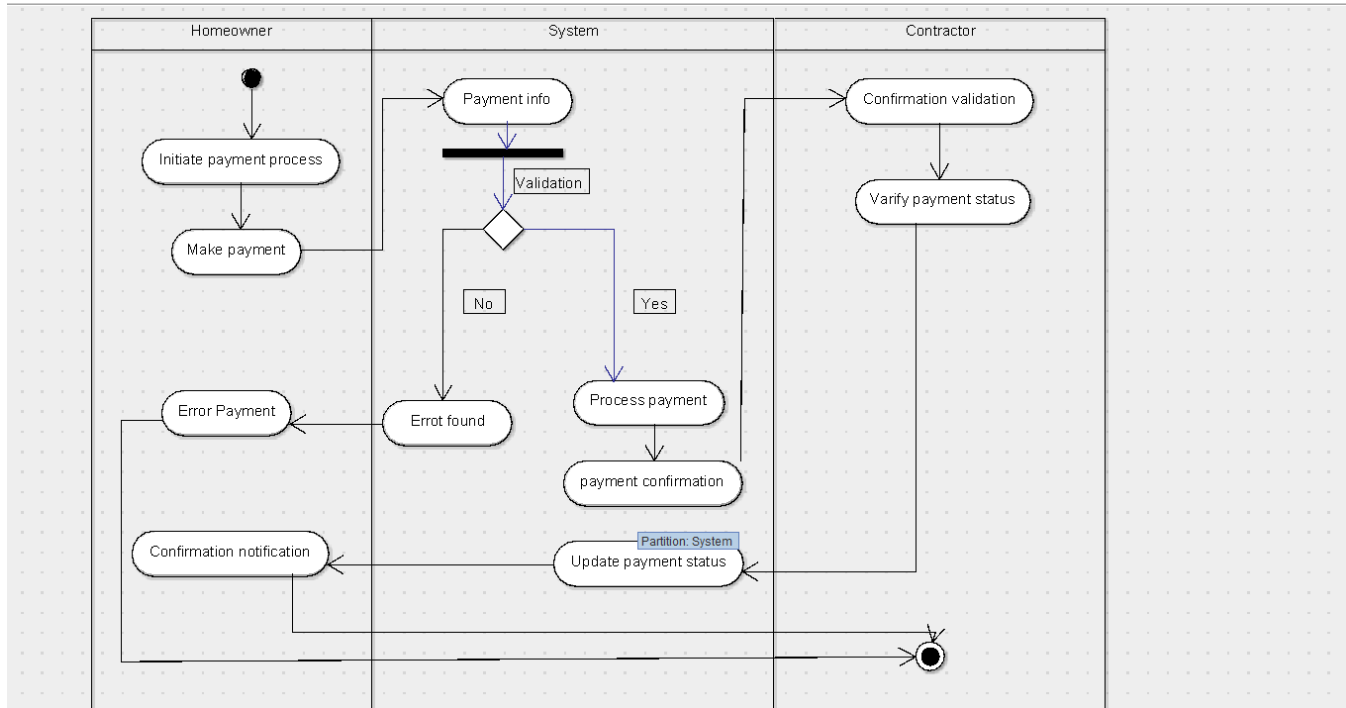 Homeowner
System
Contractor
Payment info
Confirmation validation
Initiate payment process
Validation
Varify payment status
Make payment
No
Yes
Error Payment
Errot found
Process payment
payment confirmation
Partition: System
Confirmation notification
Update payment status